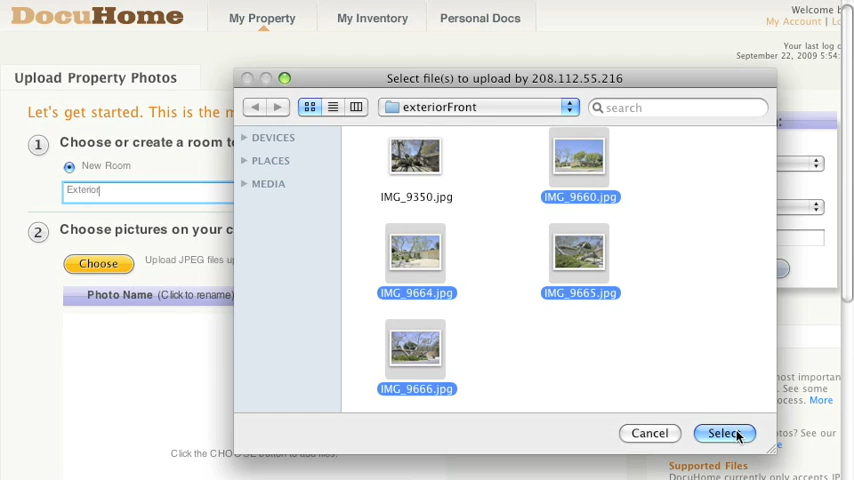 DocuHome
My Property
My Inventory
Personal Docs
Welcome
My Account |
Your last log
September 22, 2009 5:54:
Upload Property Photos
Let's get started. This is the
1
Choose or create a room
New Room
Exterior
2
Choose pictures on your
Choose
Upload JPEG files
Photo Name (Click to rename)
Click the CHOOSE button to add files.
Select file(s) to upload by 208.112.55.216
exteriorFront
search
DEVICES
PLACES
MEDIA
IMG_9350.jpg
IMG_9660.jpg
IMG_9664.jpg
IMG_9665.jpg
IMG_9666.jpg
Cancel
Select
most important
&. See some
ocess. More
otos? See our
Supported Files
DocuHome currently only accepts